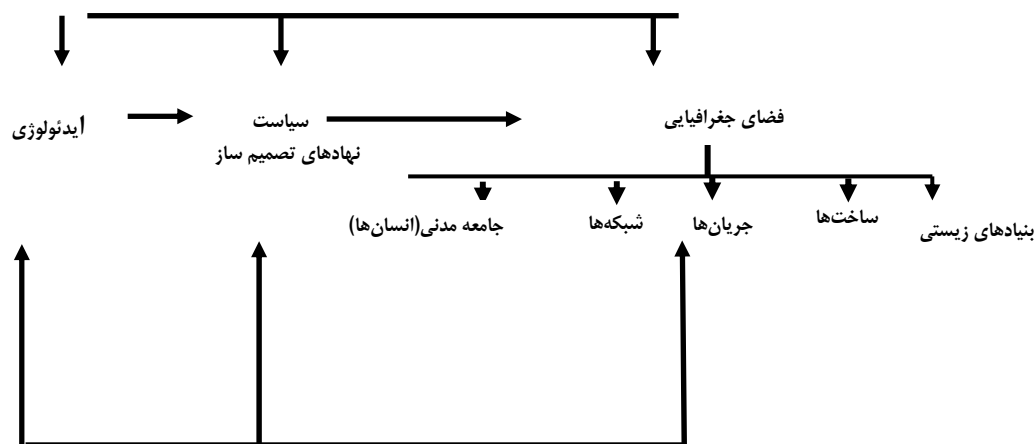 فضای جغرافیایی
سیاست
نهادهای تصمیم ساز
ایدئولوژی
بنیادهای زیستی
ساخت‌ها
جریان‌ها
شبکه‌ها
جامعه مدنی(انسان‌ها)